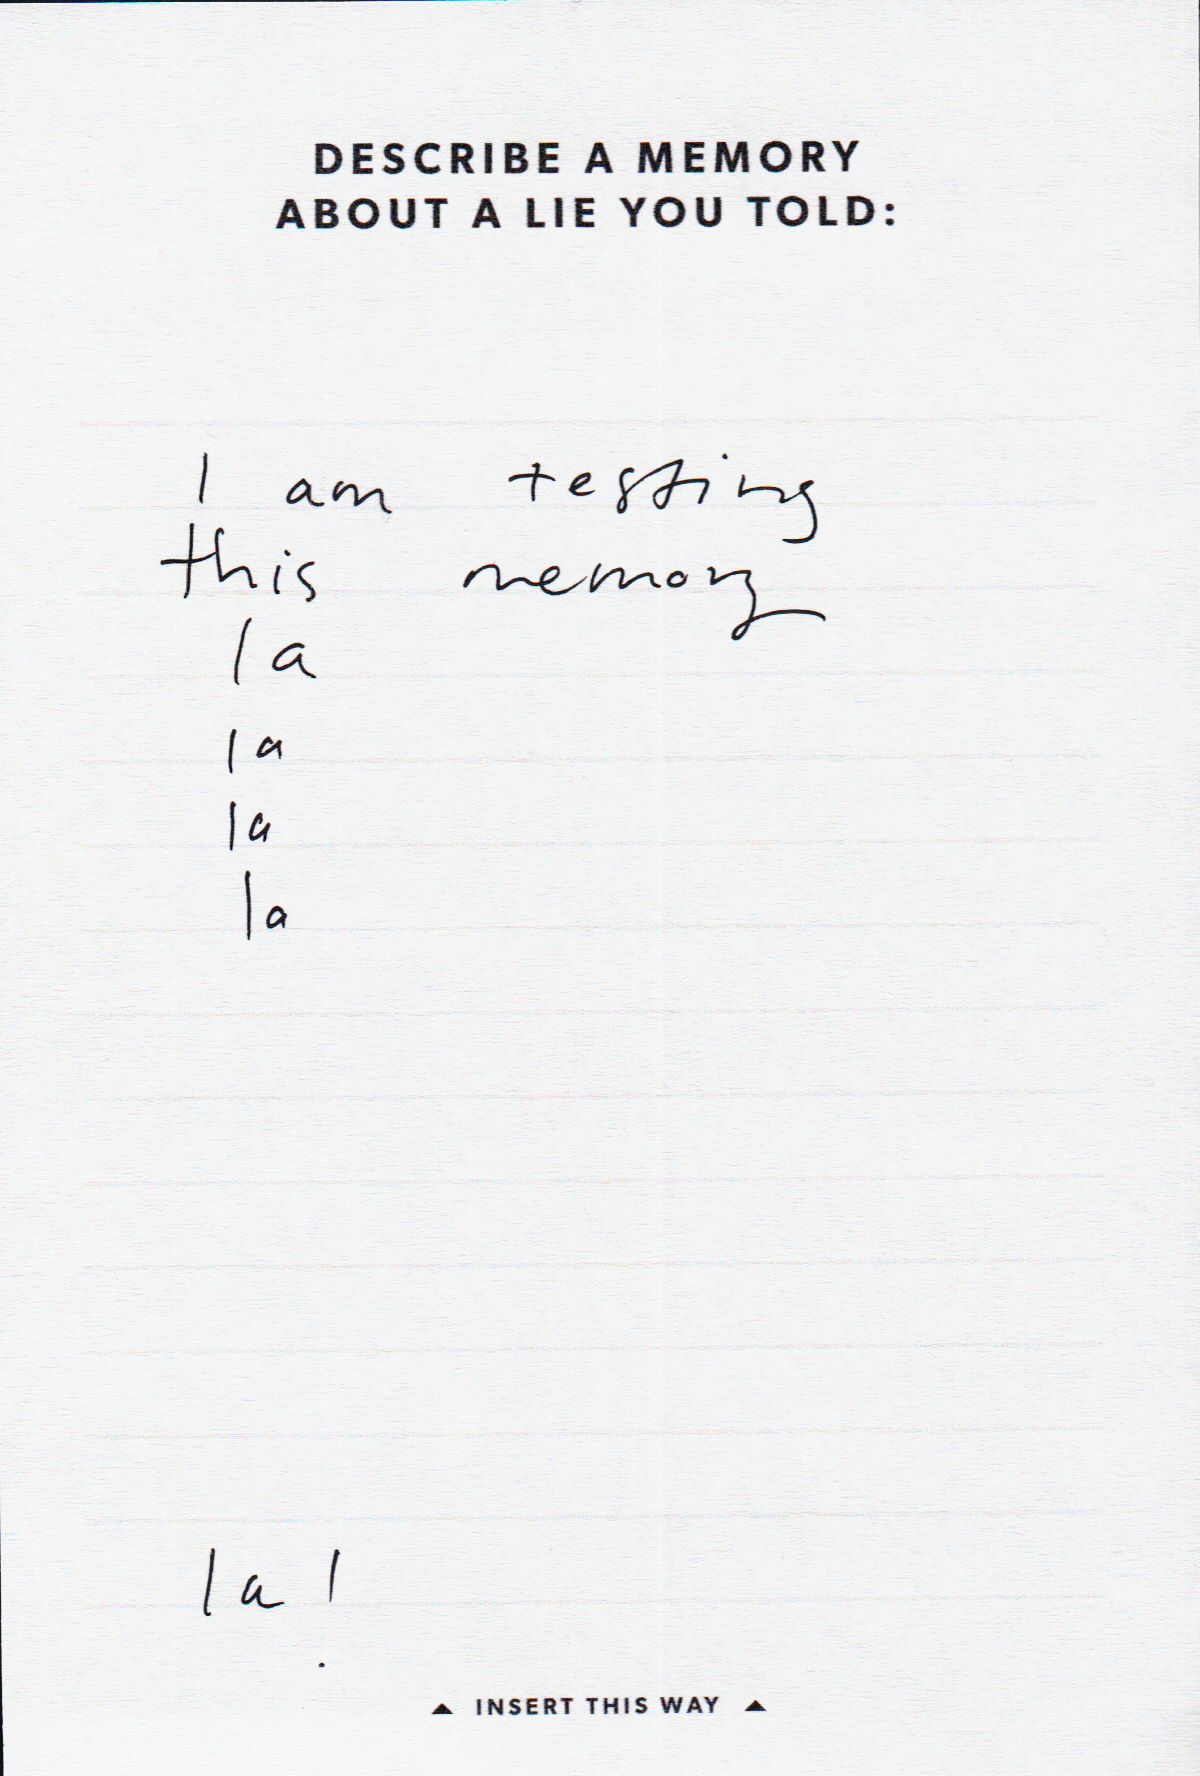 DESCRIBE A MEMORY
ABOUT A LIE YOU TOLD:
I am testing
this memory
la
la
la
la
la!
▲ INSERT THIS WAY ▲